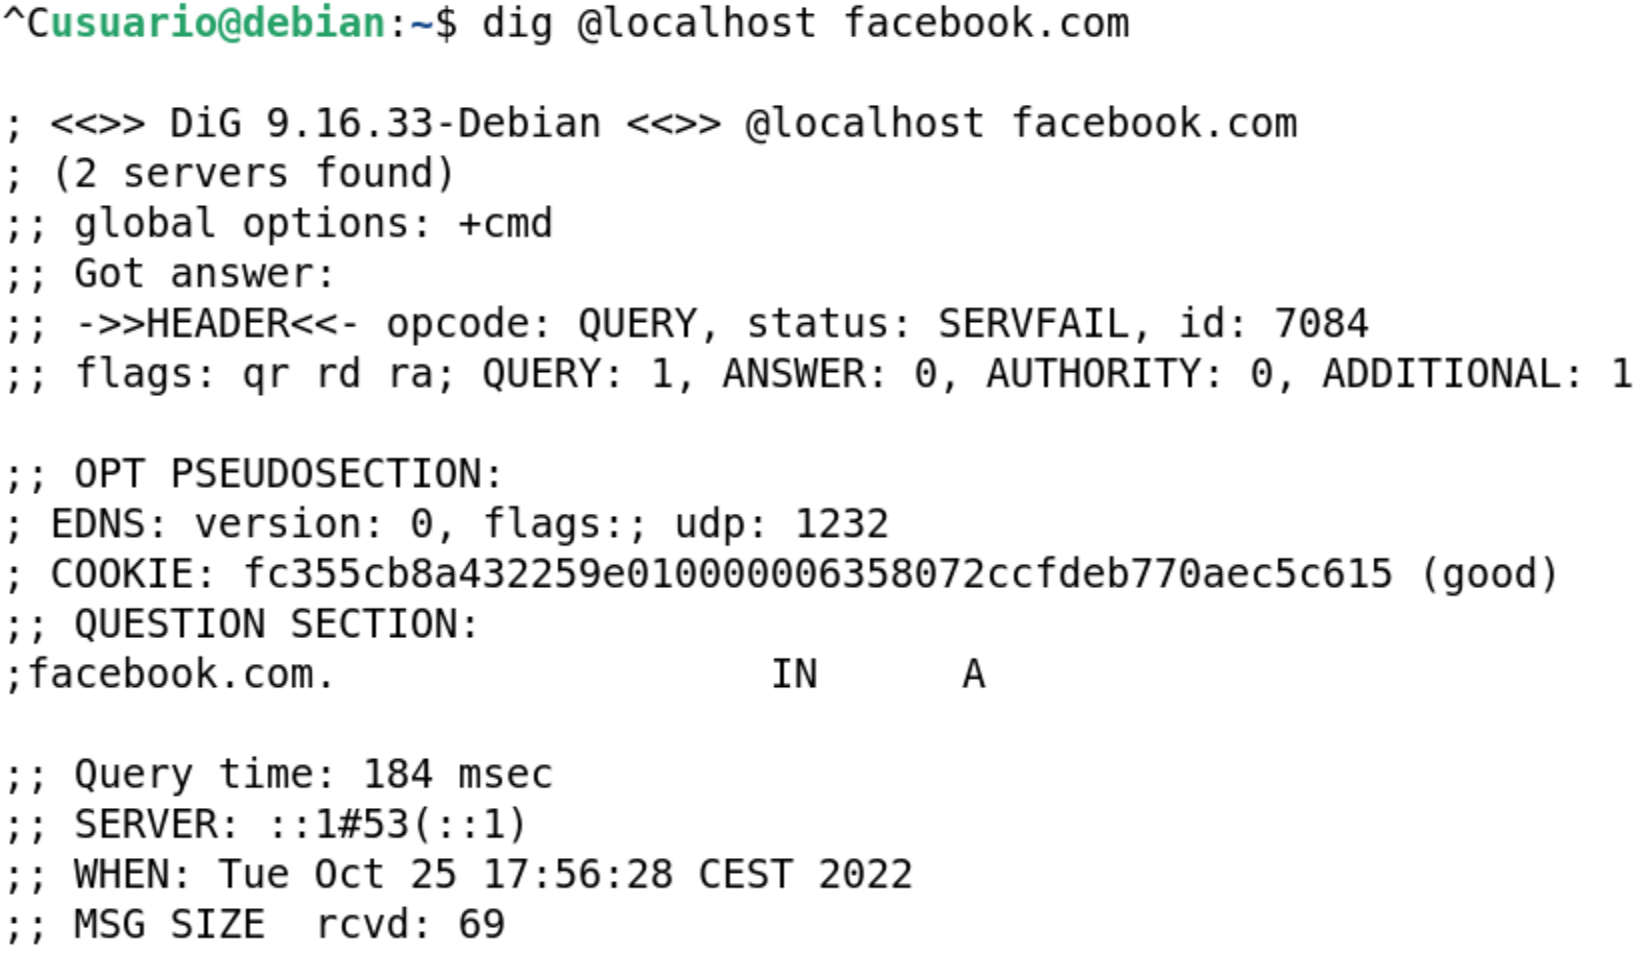 ^Cusuario@debian:~$ dig @localhost facebook.com
; <<>> DiG 9.16.33-Debian <<>> @localhost facebook.com
; (2 servers found)
;; global options: +cmd
;; Got answer:
;; ->>HEADER<<- opcode: QUERY, status: SERVFAIL, id: 7084
;; flags: qr rd ra; QUERY: 1, ANSWER: 0, AUTHORITY: 0, ADDITIONAL: 1
;; OPT PSEUDOSECTION:
; EDNS: version: 0, flags:; udp: 1232
; COOKIE: fc355cb8a432259e010000006358072ccfdeb770aec5c615 (good)
;; QUESTION SECTION:
;facebook.com. IN A
;; Query time: 184 msec
;; SERVER: ::1#53(::1)
;; WHEN: Tue Oct 25 17:56:28 CEST 2022
;; MSG SIZE  rcvd: 69